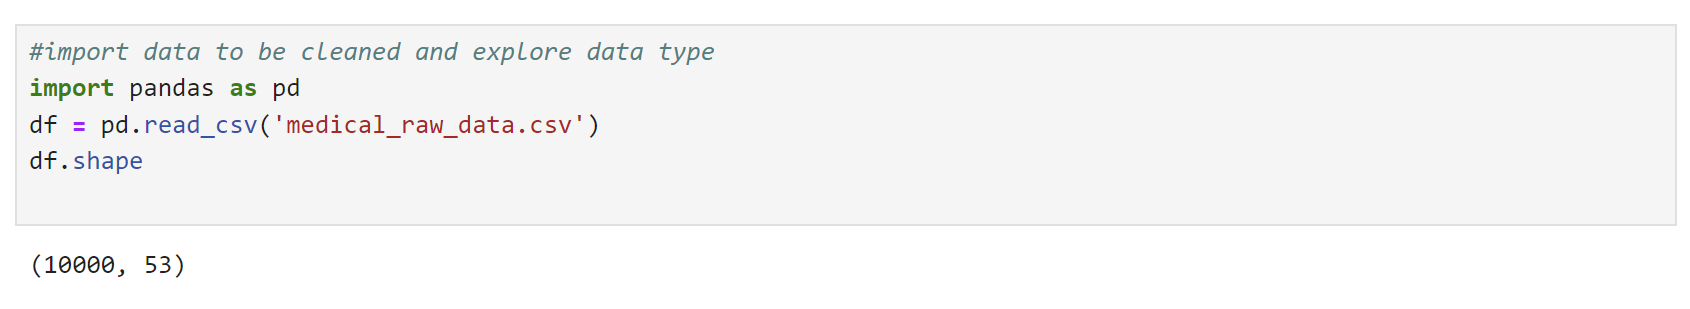 #import data to be cleaned and explore data type
import pandas as pd
df = pd.read_csv('medical_raw_data.csv')
df.shape
(10000, 53)